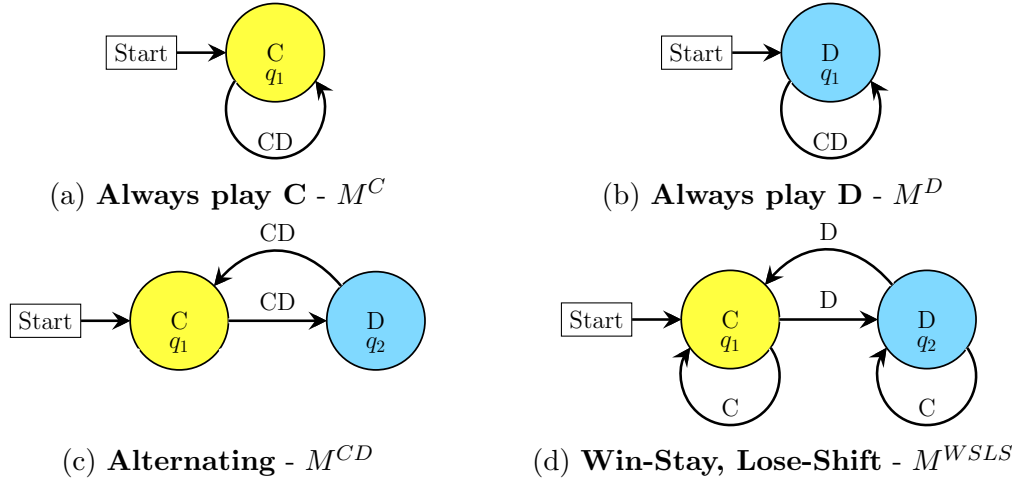 Start
C
q₁
CD
(a) Always play C - M^C
Start
D
q₁
CD
(b) Always play D - M^D
CD
Start
C
q₁
CD
D
q₂
(c) Alternating - M^{CD}
D
Start
C
q₁
D
D
q₂
C
C
(d) Win-Stay, Lose-Shift - M^{WSLS}